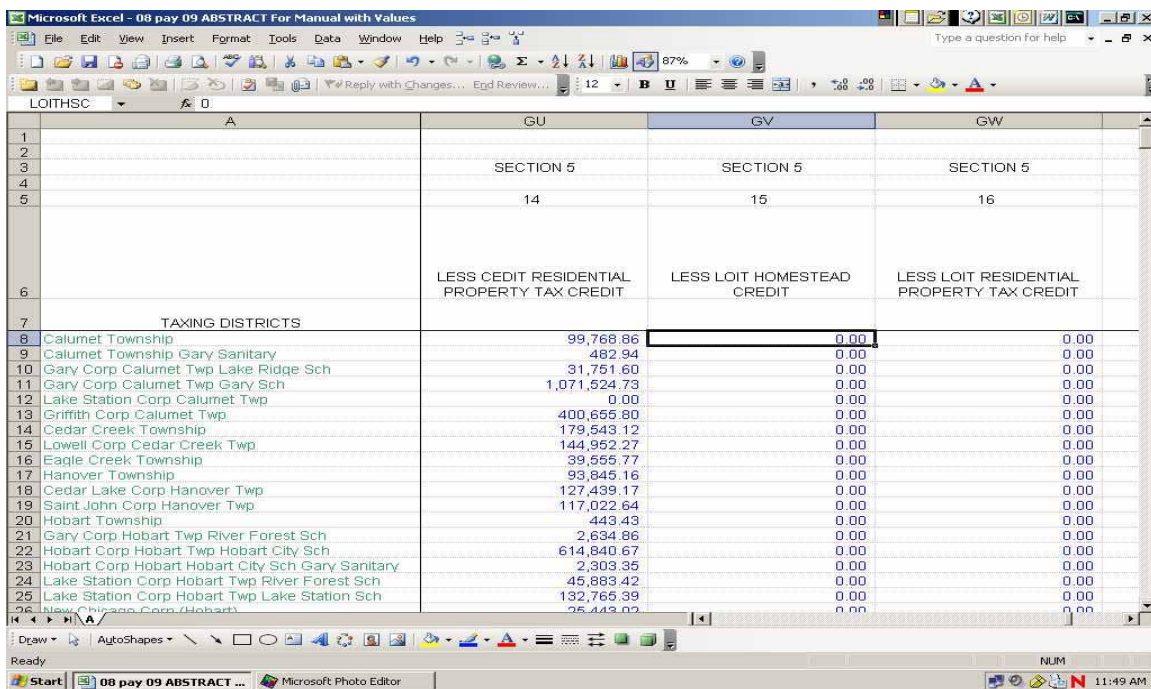 Microsoft Excel - 08 pay 09 ABSTRACT For Manual with Values
File Edit View Insert Format Tools Data Window Help Type a question for help
87%
Reply with Changes... End Review... 12 B U
LOITHSC fx 0
A GU GV GW
1
2
3 SECTION 5 SECTION 5 SECTION 5
4
5 14 15 16
LESS CEDIT RESIDENTIAL LESS LOIT HOMESTEAD LESS LOIT RESIDENTIAL
6 PROPERTY TAX CREDIT CREDIT PROPERTY TAX CREDIT
7 TAXING DISTRICTS
8 Calumet Township 99,768.86 0.00 0.00
9 Calumet Township Gary Sanitary 482.94 0.00 0.00
10 Gary Corp Calumet Twp Lake Ridge Sch 31,751.60 0.00 0.00
11 Gary Corp Calumet Twp Gary Sch 1,071,524.73 0.00 0.00
12 Lake Station Corp Calumet Twp 0.00 0.00 0.00
13 Griffith Corp Calumet Twp 400,655.80 0.00 0.00
14 Cedar Creek Township 179,543.12 0.00 0.00
15 Lowell Corp Cedar Creek Twp 144,952.27 0.00 0.00
16 Eagle Creek Township 39,555.77 0.00 0.00
17 Hanover Township 93,845.16 0.00 0.00
18 Cedar Lake Corp Hanover Twp 127,439.17 0.00 0.00
19 Saint John Corp Hanover Twp 117,022.64 0.00 0.00
20 Hobart Township 443.43 0.00 0.00
21 Gary Corp Hobart Twp River Forest Sch 2,634.86 0.00 0.00
22 Hobart Corp Hobart Twp Hobart City Sch 614,840.67 0.00 0.00
23 Hobart Corp Hobart Hobart City Sch Gary Sanitary 2,303.35 0.00 0.00
24 Lake Station Corp Hobart Twp River Forest Sch 45,883.42 0.00 0.00
25 Lake Station Corp Hobart Twp Lake Station Sch 132,765.39 0.00 0.00
26 New Chicago Corp (Hobart) 25,443.02 0.00 0.00
A
Draw AutoShapes
Ready NUM
Start 08 pay 09 ABSTRACT ... Microsoft Photo Editor 11:49 AM